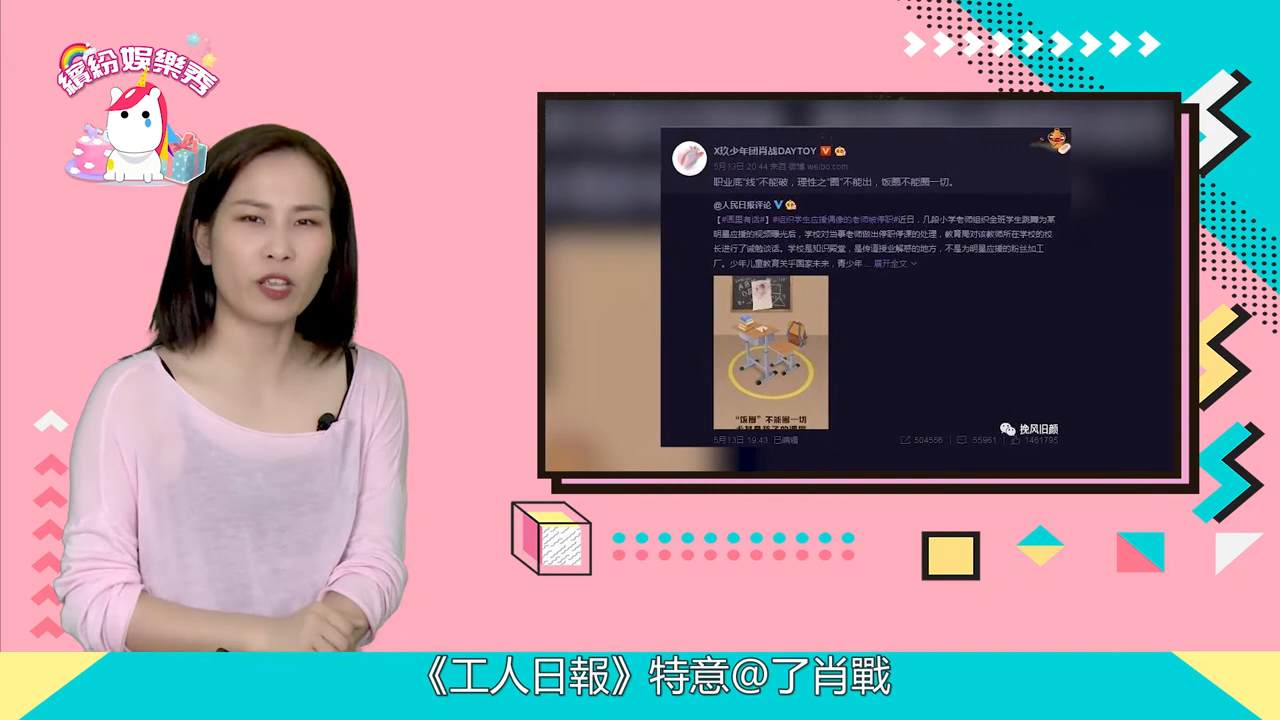 繽紛娛樂秀
X玖少年团肖战DAYTOY
5月13日 20:44 来自 微博 weibo.com
职业底"线"不能破，理性之"圈"不能出，饭圈不能圈一切。
@人民日报评论
【#画里有话#】#组织学生应援偶像的老师被停职#近日，几段小学老师组织全班学生跳舞为某
明星应援的视频曝光后，学校对当事老师做出停职停课的处理，教育局对该教师所在学校的校
长进行了诫勉谈话。学校是知识殿堂，是传道授业解惑的地方，不是为明星应援的粉丝加工
厂。少年儿童教育关乎国家未来，青少年... 展开全文
"饭圈"不能圈一切
挽风旧颜
5月13日 19:43 已编辑
504556 55961 1461795
《工人日報》特意@了肖戰